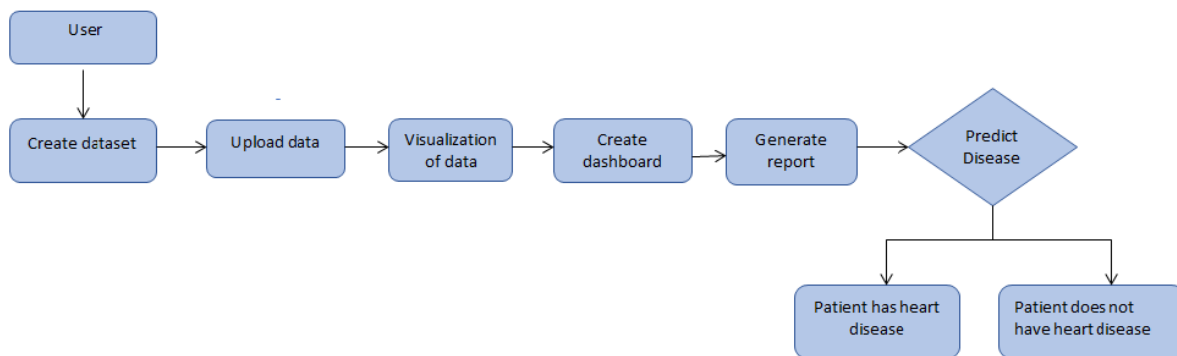 User
Create dataset
Upload data
Visualization
of data
Create
dashboard
Generate
report
Predict
Disease
Patient has heart
disease
Patient does not
have heart disease